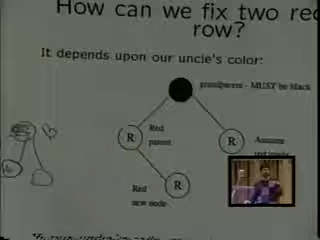 How can we fix two red
row?
It depends upon our uncle's color:
grandparent - MUST be black
Red
parent
R
R
Assume
Red
new node
R